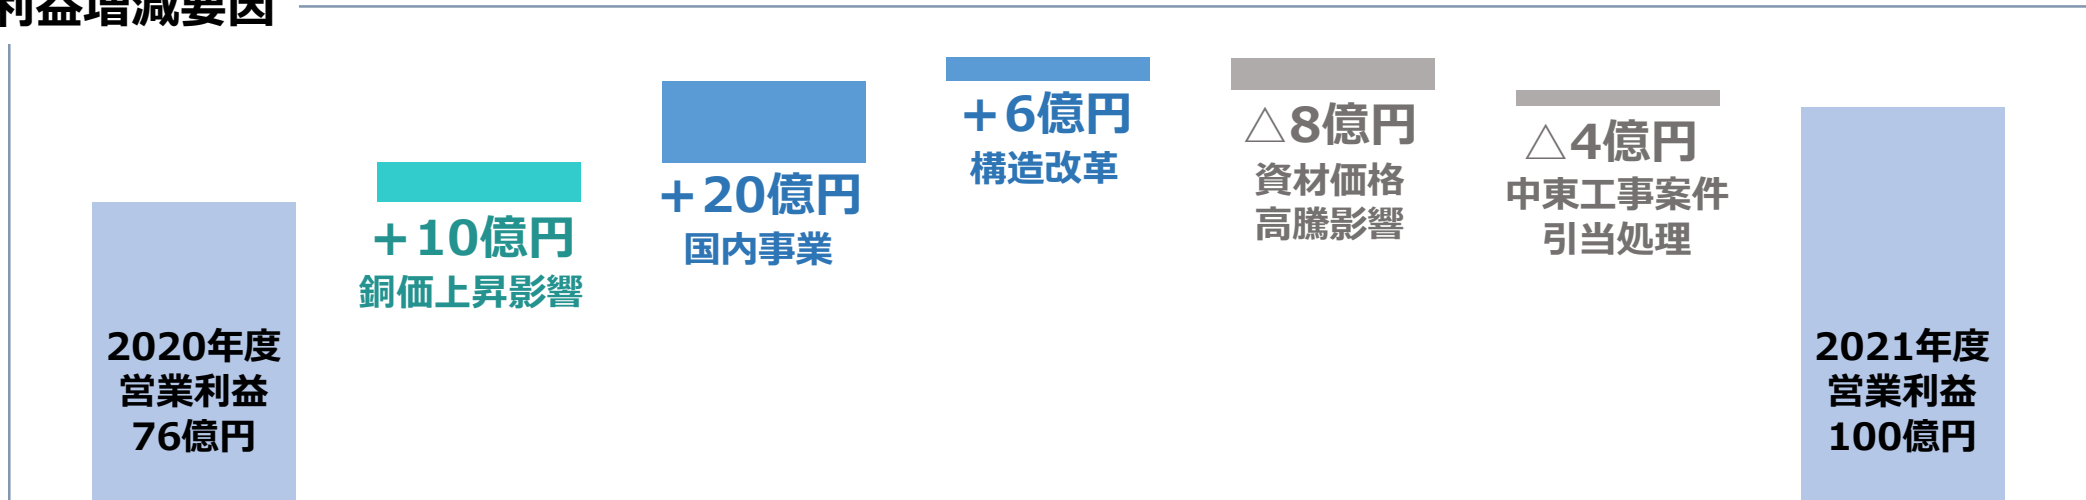 利益増減要因
+6億円
構造改革
△8億円
資材価格
高騰影響
△4億円
中東工事案件
引当処理
+20億円
国内事業
+10億円
銅価上昇影響
2020年度
営業利益
76億円
2021年度
営業利益
100億円